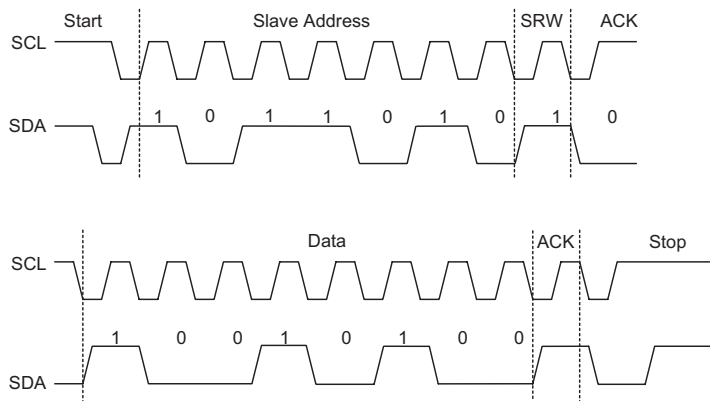 Start Slave Address SRW ACK
SCL
1 0 1 1 0 1 0 1 0
SDA
Data ACK Stop
SCL
1 0 0 1 0 1 0 0
SDA